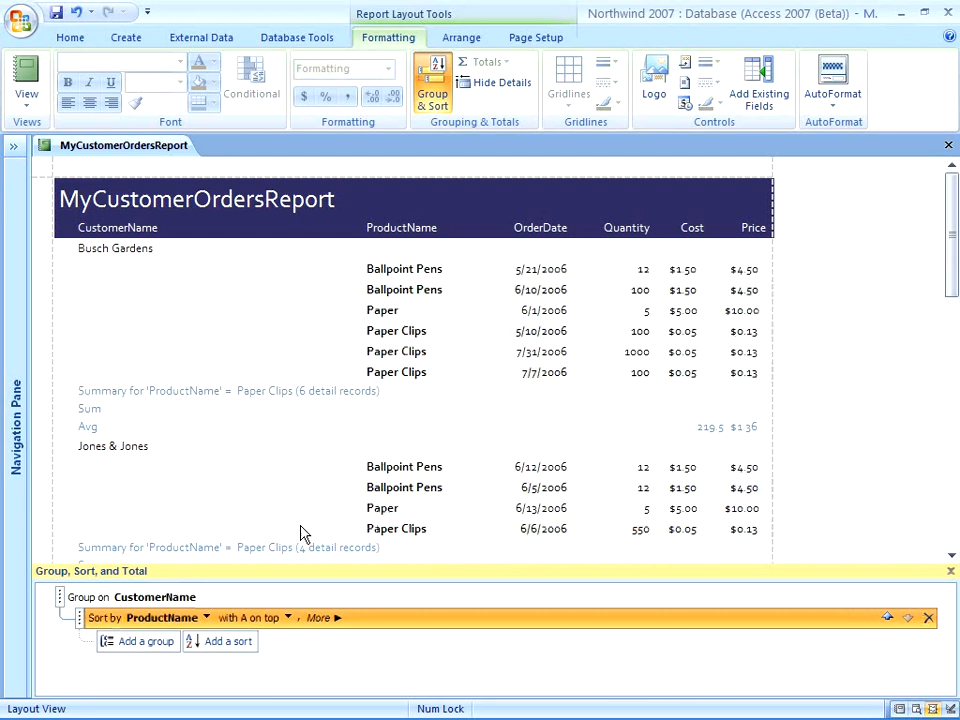 Report Layout Tools
Northwind 2007 : Database (Access 2007 (Beta)) - M.
Home Create External Data Database Tools Formatting Arrange Page Setup
View
Views
B I U
Conditional
Font
Formatting
$ % ,
Formatting
Group & Sort
Σ Totals
Hide Details
Grouping & Totals
Gridlines
Gridlines
Logo
Add Existing Fields
Controls
AutoFormat
AutoFormat
MyCustomerOrdersReport
Navigation Pane
MyCustomerOrdersReport
CustomerName ProductName OrderDate Quantity Cost Price
Busch Gardens
Ballpoint Pens 5/21/2006 12 $1.50 $4.50
Ballpoint Pens 6/10/2006 100 $1.50 $4.50
Paper 6/1/2006 5 $5.00 $10.00
Paper Clips 5/10/2006 100 $0.05 $0.13
Paper Clips 7/31/2006 1000 $0.05 $0.13
Paper Clips 7/7/2006 100 $0.05 $0.13
Summary for 'ProductName' = Paper Clips (6 detail records)
Sum
Avg 219.5 $1.36
Jones & Jones
Ballpoint Pens 6/12/2006 12 $1.50 $4.50
Ballpoint Pens 6/5/2006 12 $1.50 $4.50
Paper 6/13/2006 5 $5.00 $10.00
Paper Clips 6/6/2006 550 $0.05 $0.13
Summary for 'ProductName' = Paper Clips (4 detail records)
Group, Sort, and Total
Group on CustomerName
Sort by ProductName with A on top , More
Add a group Add a sort
Layout View Num Lock